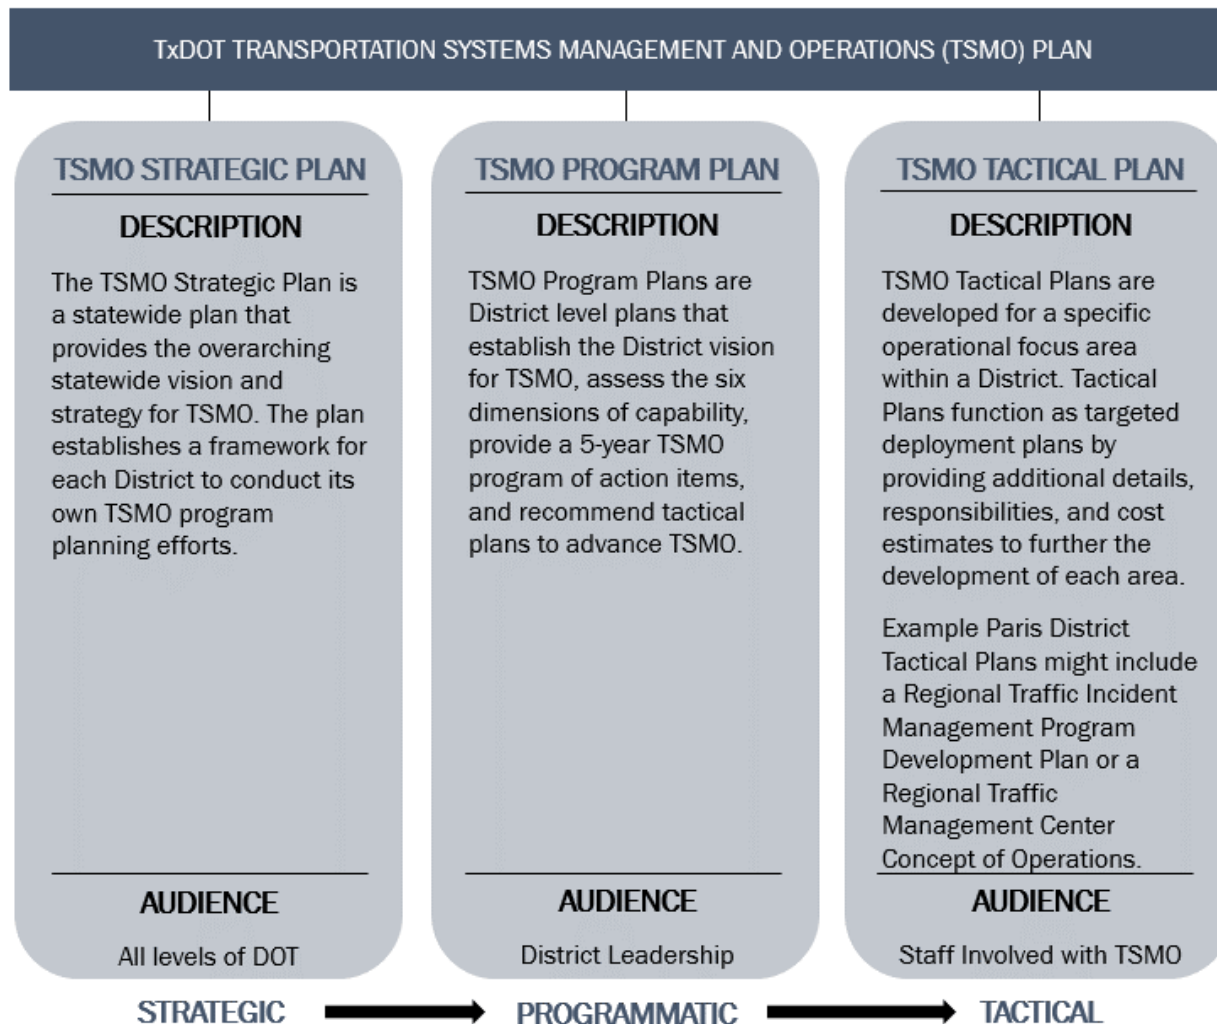 TxDOT TRANSPORTATION SYSTEMS MANAGEMENT AND OPERATIONS (TSMO) PLAN
TSMO STRATEGIC PLAN
DESCRIPTION
The TSMO Strategic Plan is
a statewide plan that
provides the overarching
statewide vision and
strategy for TSMO. The plan
establishes a framework for
each District to conduct its
own TSMO program
planning efforts.
AUDIENCE
All levels of DOT
TSMO PROGRAM PLAN
DESCRIPTION
TSMO Program Plans are
District level plans that
establish the District vision
for TSMO, assess the six
dimensions of capability,
provide a 5-year TSMO
program of action items,
and recommend tactical
plans to advance TSMO.
AUDIENCE
District Leadership
TSMO TACTICAL PLAN
DESCRIPTION
TSMO Tactical Plans are
developed for a specific
operational focus area
within a District. Tactical
Plans function as targeted
deployment plans by
providing additional details,
responsibilities, and cost
estimates to further the
development of each area.
Example Paris District
Tactical Plans might include
a Regional Traffic Incident
Management Program
Development Plan or a
Regional Traffic
Management Center
Concept of Operations.
AUDIENCE
Staff Involved with TSMO
STRATEGIC
PROGRAMMATIC
TACTICAL